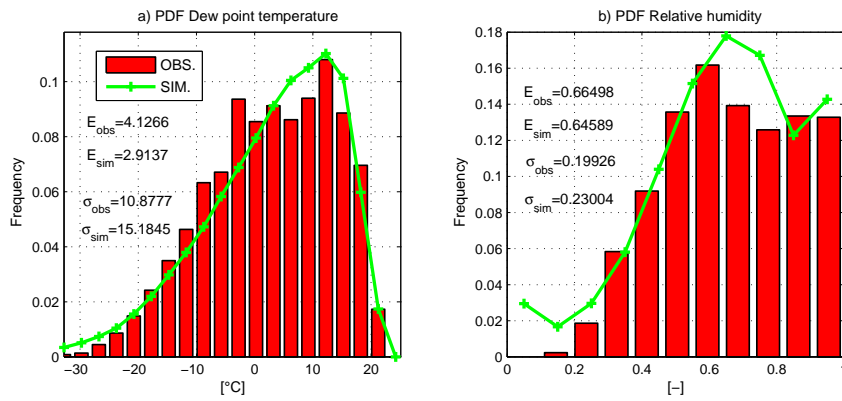 a) PDF Dew point temperature
OBS.
SIM.
E_obs=4.1266
E_sim=2.9137
σ_obs=10.8777
σ_sim=15.1845
Frequency
0.1
0.08
0.06
0.04
0.02
0
−30
−20
−10
0
10
20
[°C]
b) PDF Relative humidity
E_obs=0.66498
E_sim=0.64589
σ_obs=0.19926
σ_sim=0.23004
Frequency
0.18
0.16
0.14
0.12
0.1
0.08
0.06
0.04
0.02
0
0
0.2
0.4
0.6
0.8
1
[−]